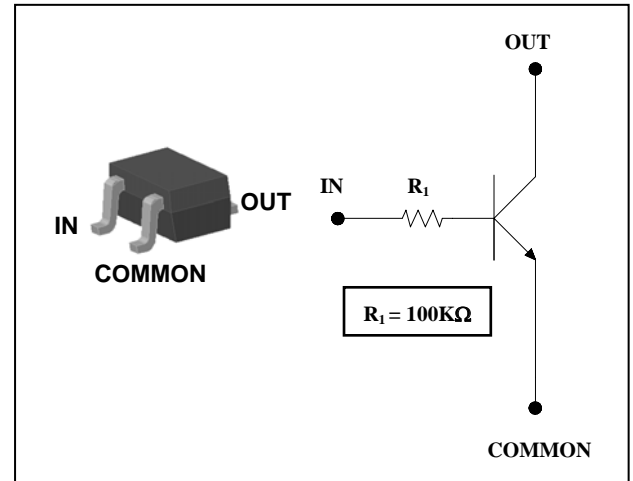 OUT
IN
R₁
OUT
IN
COMMON
R₁ = 100KΩ
COMMON